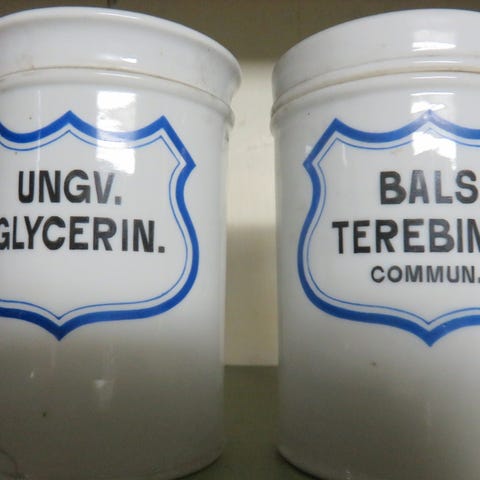 UNGV.
GLYCERIN.
BALS
TEREBIN
COMMUN.